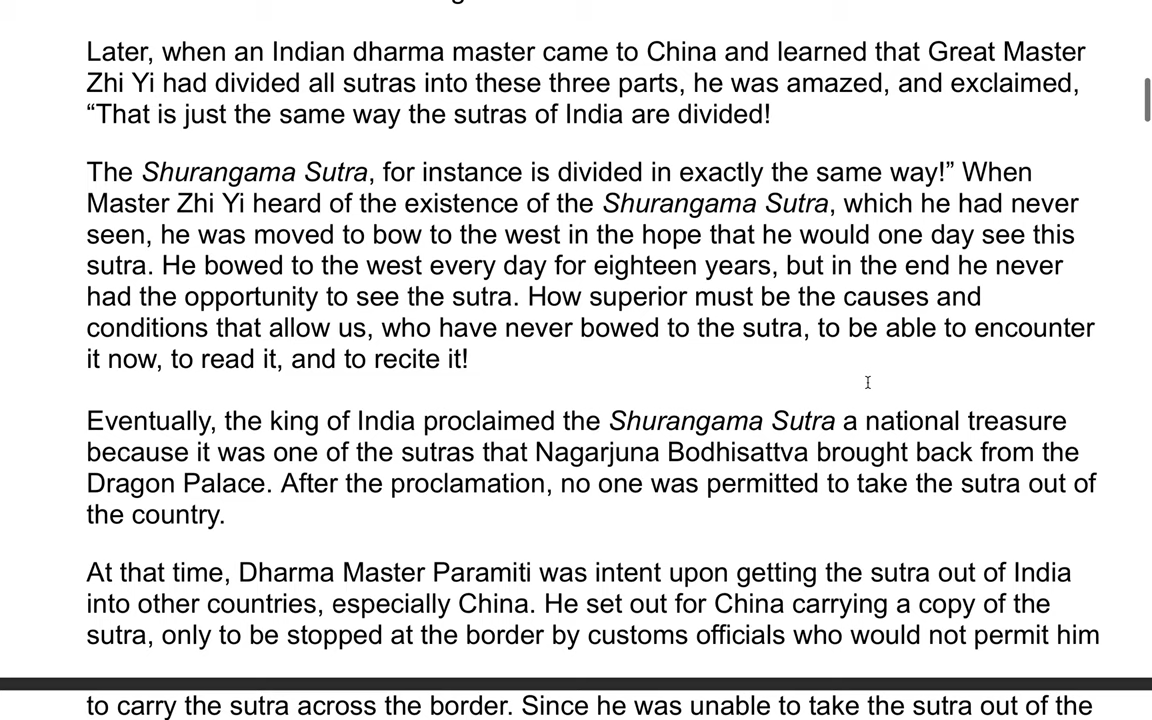 Later, when an Indian dharma master came to China and learned that Great Master
Zhi Yi had divided all sutras into these three parts, he was amazed, and exclaimed,
“That is just the same way the sutras of India are divided!
The Shurangama Sutra, for instance is divided in exactly the same way!” When
Master Zhi Yi heard of the existence of the Shurangama Sutra, which he had never
seen, he was moved to bow to the west in the hope that he would one day see this
sutra. He bowed to the west every day for eighteen years, but in the end he never
had the opportunity to see the sutra. How superior must be the causes and
conditions that allow us, who have never bowed to the sutra, to be able to encounter
it now, to read it, and to recite it!
Eventually, the king of India proclaimed the Shurangama Sutra a national treasure
because it was one of the sutras that Nagarjuna Bodhisattva brought back from the
Dragon Palace. After the proclamation, no one was permitted to take the sutra out of
the country.
At that time, Dharma Master Paramiti was intent upon getting the sutra out of India
into other countries, especially China. He set out for China carrying a copy of the
sutra, only to be stopped at the border by customs officials who would not permit him
to carry the sutra across the border. Since he was unable to take the sutra out of the